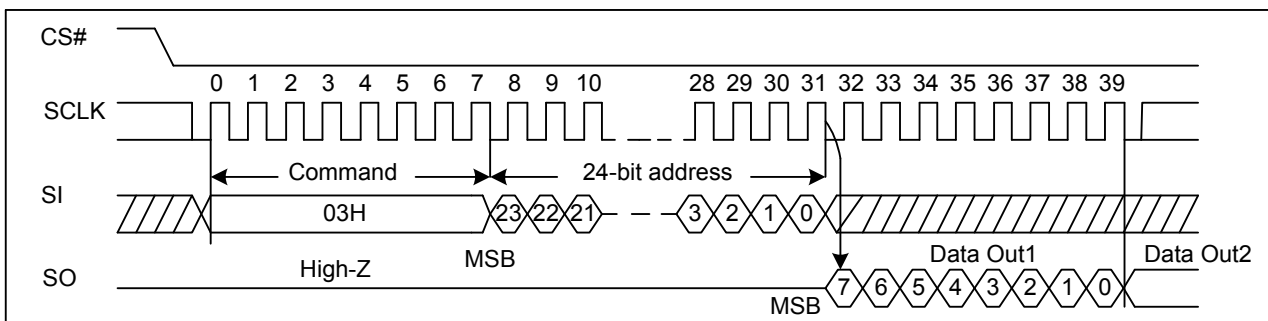 CS#
0 1 2 3 4 5 6 7 8 9 10 28 29 30 31 32 33 34 35 36 37 38 39
SCLK
Command 24-bit address
SI
03H 23 22 21 3 2 1 0
High-Z MSB Data Out1 Data Out2
SO
MSB 7 6 5 4 3 2 1 0